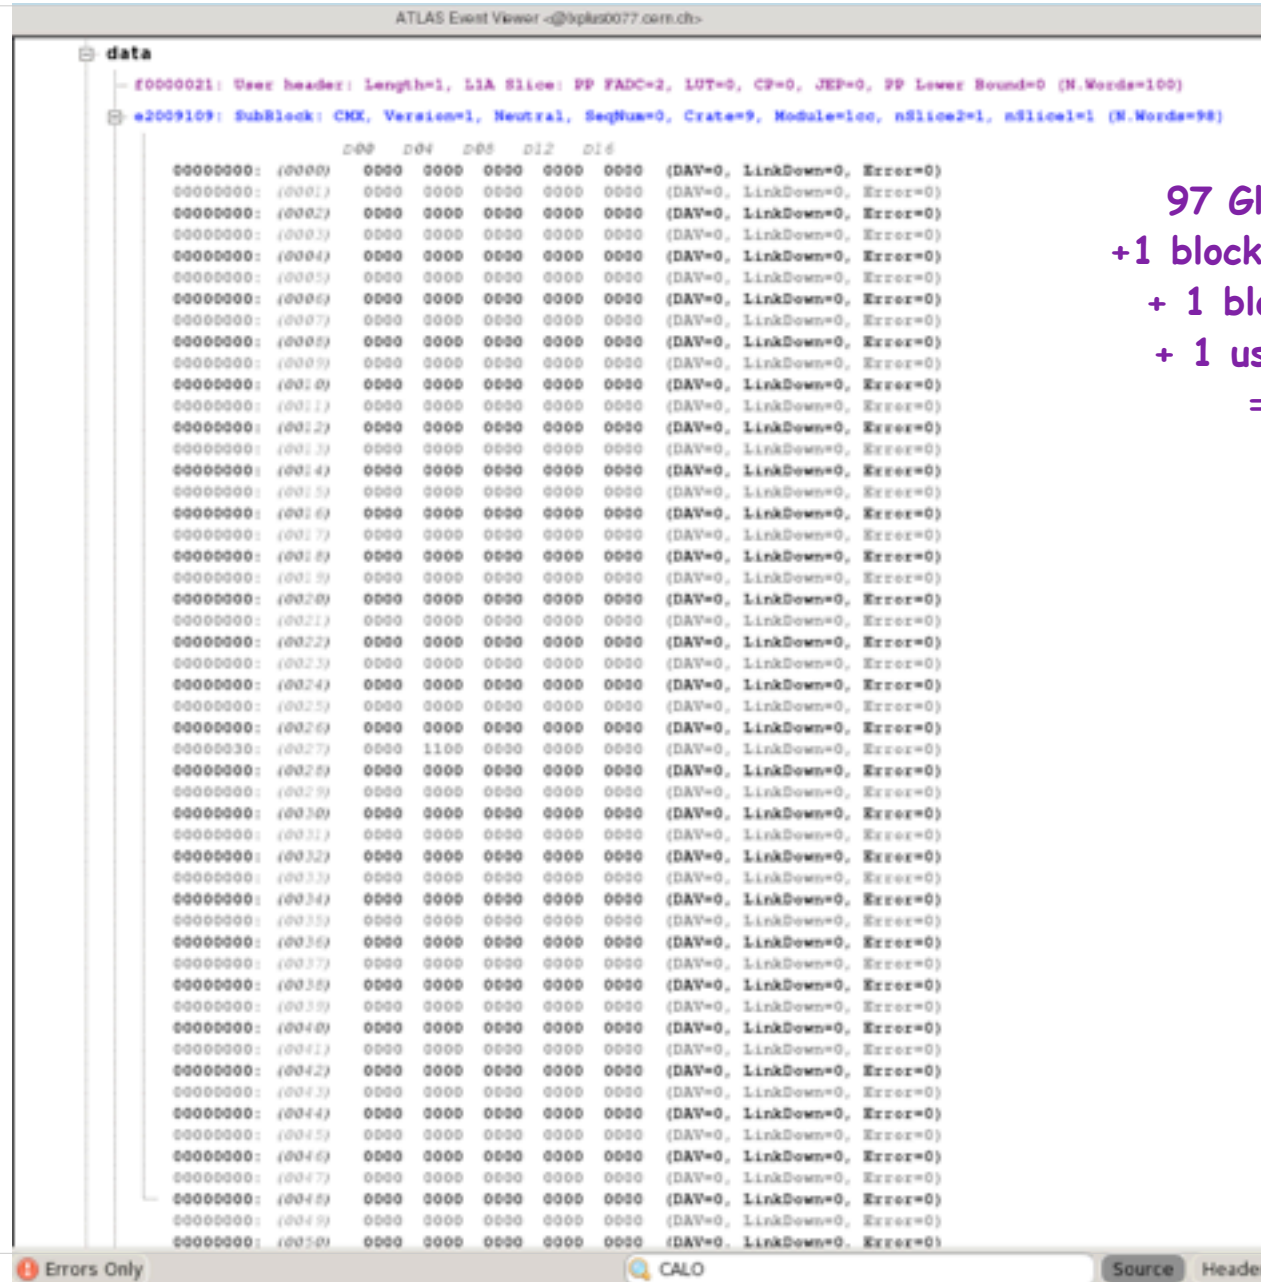 ATLAS Event Viewer <@lxplus0077.cern.ch>
data
f0000021: User header: Length=1, L1A Slice: PP FADC=2, LUT=0, CP=0, JEP=0, PP Lower Bound=0 (N.Words=100)
e2009109: SubBlock: CMX, Version=1, Neutral, SeqNum=0, Crate=9, Module=1cc, nSlice2=1, nSlice1=1 (N.Words=98)
D00 D04 D08 D12 D16
00000000: (0000) 0000 0000 0000 0000 0000 (DAV=0, LinkDown=0, Error=0)
00000000: (0001) 0000 0000 0000 0000 0000 (DAV=0, LinkDown=0, Error=0)
97 Gl
00000000: (0002) 0000 0000 0000 0000 0000 (DAV=0, LinkDown=0, Error=0)
00000000: (0003) 0000 0000 0000 0000 0000 (DAV=0, LinkDown=0, Error=0)
+1 block
00000000: (0004) 0000 0000 0000 0000 0000 (DAV=0, LinkDown=0, Error=0)
00000000: (0005) 0000 0000 0000 0000 0000 (DAV=0, LinkDown=0, Error=0)
00000000: (0006) 0000 0000 0000 0000 0000 (DAV=0, LinkDown=0, Error=0)
+ 1 blo
00000000: (0007) 0000 0000 0000 0000 0000 (DAV=0, LinkDown=0, Error=0)
00000000: (0008) 0000 0000 0000 0000 0000 (DAV=0, LinkDown=0, Error=0)
+ 1 us
00000000: (0009) 0000 0000 0000 0000 0000 (DAV=0, LinkDown=0, Error=0)
00000000: (0010) 0000 0000 0000 0000 0000 (DAV=0, LinkDown=0, Error=0)
=
00000000: (0011) 0000 0000 0000 0000 0000 (DAV=0, LinkDown=0, Error=0)
00000000: (0012) 0000 0000 0000 0000 0000 (DAV=0, LinkDown=0, Error=0)
00000000: (0013) 0000 0000 0000 0000 0000 (DAV=0, LinkDown=0, Error=0)
00000000: (0014) 0000 0000 0000 0000 0000 (DAV=0, LinkDown=0, Error=0)
00000000: (0015) 0000 0000 0000 0000 0000 (DAV=0, LinkDown=0, Error=0)
00000000: (0016) 0000 0000 0000 0000 0000 (DAV=0, LinkDown=0, Error=0)
00000000: (0017) 0000 0000 0000 0000 0000 (DAV=0, LinkDown=0, Error=0)
00000000: (0018) 0000 0000 0000 0000 0000 (DAV=0, LinkDown=0, Error=0)
00000000: (0019) 0000 0000 0000 0000 0000 (DAV=0, LinkDown=0, Error=0)
00000000: (0020) 0000 0000 0000 0000 0000 (DAV=0, LinkDown=0, Error=0)
00000000: (0021) 0000 0000 0000 0000 0000 (DAV=0, LinkDown=0, Error=0)
00000000: (0022) 0000 0000 0000 0000 0000 (DAV=0, LinkDown=0, Error=0)
00000000: (0023) 0000 0000 0000 0000 0000 (DAV=0, LinkDown=0, Error=0)
00000000: (0024) 0000 0000 0000 0000 0000 (DAV=0, LinkDown=0, Error=0)
00000000: (0025) 0000 0000 0000 0000 0000 (DAV=0, LinkDown=0, Error=0)
00000000: (0026) 0000 0000 0000 0000 0000 (DAV=0, LinkDown=0, Error=0)
00000030: (0027) 0000 1100 0000 0000 0000 (DAV=0, LinkDown=0, Error=0)
00000000: (0028) 0000 0000 0000 0000 0000 (DAV=0, LinkDown=0, Error=0)
00000000: (0029) 0000 0000 0000 0000 0000 (DAV=0, LinkDown=0, Error=0)
00000000: (0030) 0000 0000 0000 0000 0000 (DAV=0, LinkDown=0, Error=0)
00000000: (0031) 0000 0000 0000 0000 0000 (DAV=0, LinkDown=0, Error=0)
00000000: (0032) 0000 0000 0000 0000 0000 (DAV=0, LinkDown=0, Error=0)
00000000: (0033) 0000 0000 0000 0000 0000 (DAV=0, LinkDown=0, Error=0)
00000000: (0034) 0000 0000 0000 0000 0000 (DAV=0, LinkDown=0, Error=0)
00000000: (0035) 0000 0000 0000 0000 0000 (DAV=0, LinkDown=0, Error=0)
00000000: (0036) 0000 0000 0000 0000 0000 (DAV=0, LinkDown=0, Error=0)
00000000: (0037) 0000 0000 0000 0000 0000 (DAV=0, LinkDown=0, Error=0)
00000000: (0038) 0000 0000 0000 0000 0000 (DAV=0, LinkDown=0, Error=0)
00000000: (0039) 0000 0000 0000 0000 0000 (DAV=0, LinkDown=0, Error=0)
00000000: (0040) 0000 0000 0000 0000 0000 (DAV=0, LinkDown=0, Error=0)
00000000: (0041) 0000 0000 0000 0000 0000 (DAV=0, LinkDown=0, Error=0)
00000000: (0042) 0000 0000 0000 0000 0000 (DAV=0, LinkDown=0, Error=0)
00000000: (0043) 0000 0000 0000 0000 0000 (DAV=0, LinkDown=0, Error=0)
00000000: (0044) 0000 0000 0000 0000 0000 (DAV=0, LinkDown=0, Error=0)
00000000: (0045) 0000 0000 0000 0000 0000 (DAV=0, LinkDown=0, Error=0)
00000000: (0046) 0000 0000 0000 0000 0000 (DAV=0, LinkDown=0, Error=0)
00000000: (0047) 0000 0000 0000 0000 0000 (DAV=0, LinkDown=0, Error=0)
00000000: (0048) 0000 0000 0000 0000 0000 (DAV=0, LinkDown=0, Error=0)
00000000: (0049) 0000 0000 0000 0000 0000 (DAV=0, LinkDown=0, Error=0)
00000000: (0050) 0000 0000 0000 0000 0000 (DAV=0, LinkDown=0, Error=0)
Errors Only CALO Source Heade